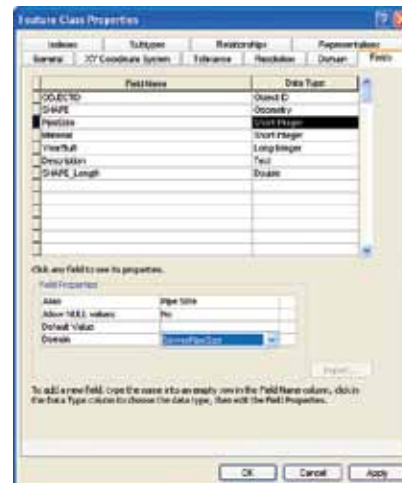 Feature Class Properties
Indexes Subtypes Relationships Representations
General XY Coordinate System Tolerance Resolution Domain Fields
Field Name Data Type
OBJECTID Object ID
SHAPE Geometry
PipeSize Short Integer
Material Short Integer
YearBuilt Long Integer
Description Text
SHAPE_Length Double
Click any field to see its properties.
Field Properties
Alias Pipe Size
Allow NULL values No
Default Value
Domain SewerPipeSize
Import...
To add a new field, type the name into an empty row in the Field Name column, click in
the Data Type column to choose the data type, then edit the Field Properties.
OK Cancel Apply